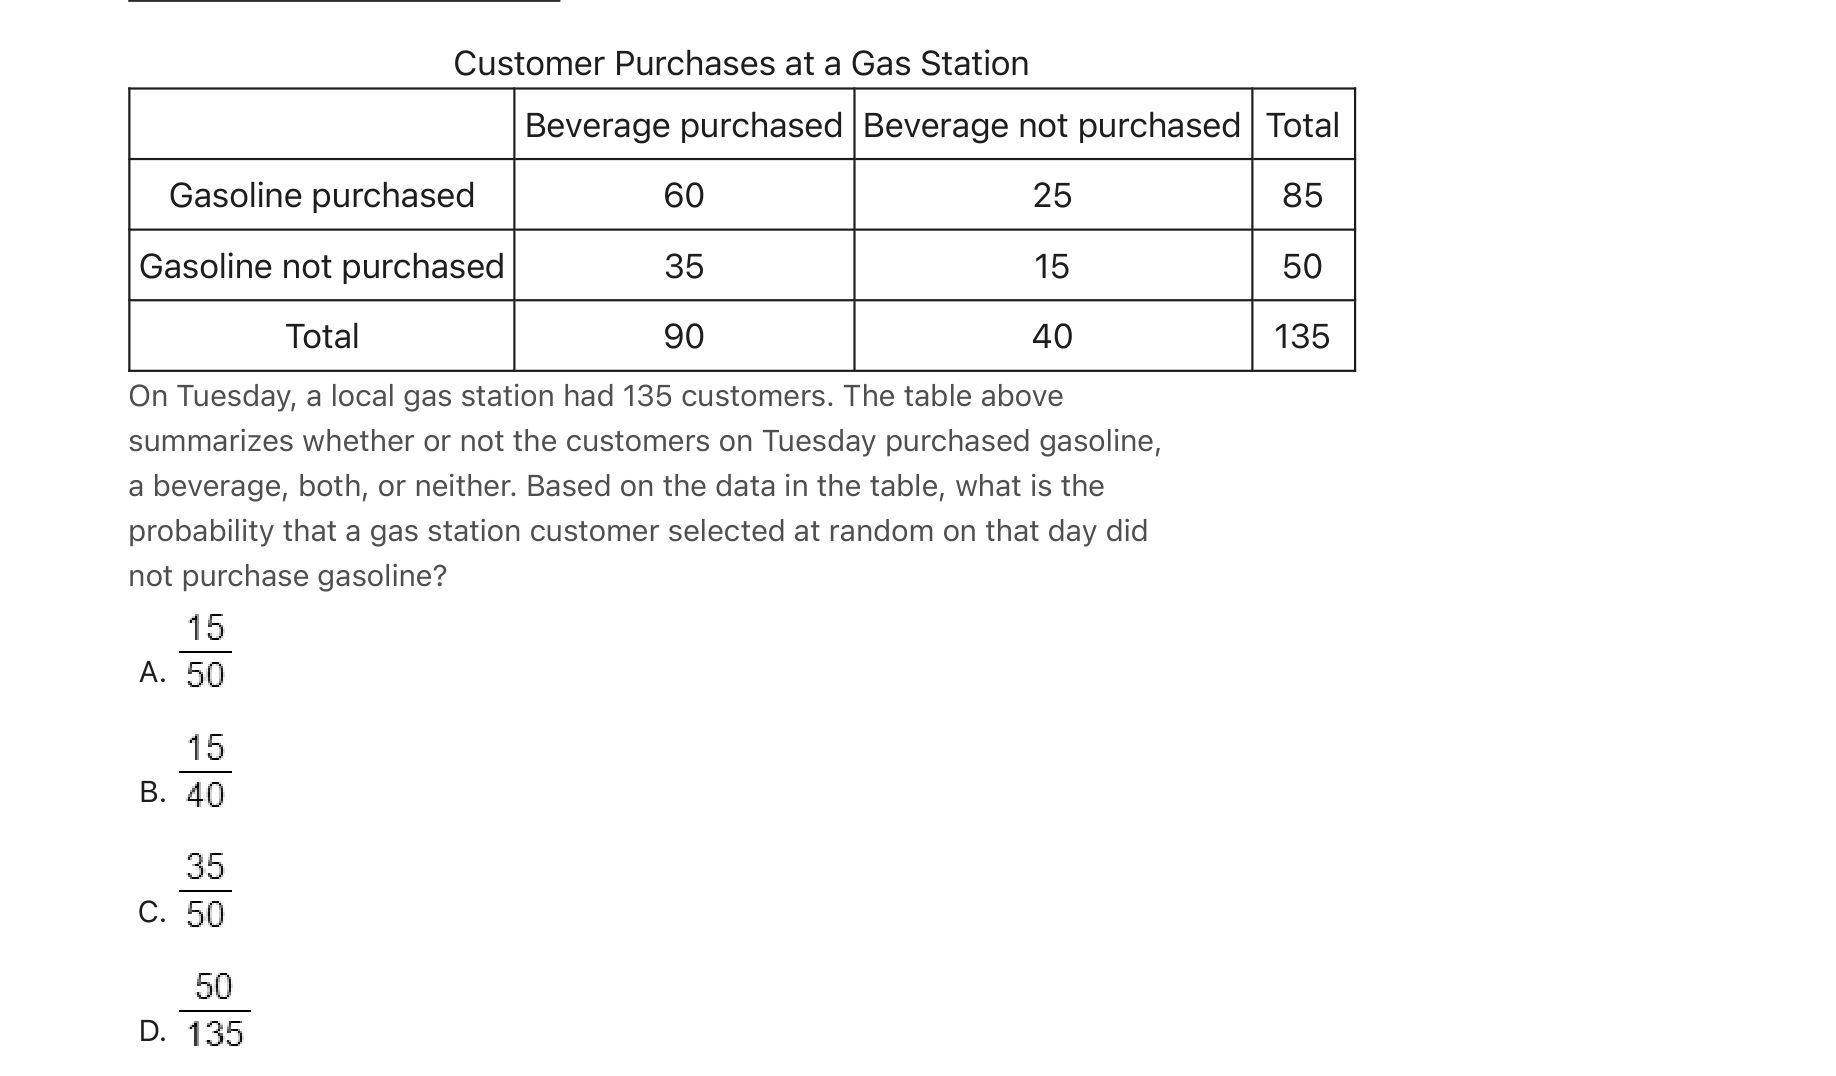 Customer Purchases at a Gas Station
Beverage purchased Beverage not purchased Total
Gasoline purchased 60 25 85
Gasoline not purchased 35 15 50
Total 90 40 135
On Tuesday, a local gas station had 135 customers. The table above
summarizes whether or not the customers on Tuesday purchased gasoline,
a beverage, both, or neither. Based on the data in the table, what is the
probability that a gas station customer selected at random on that day did
not purchase gasoline?
15
A. 50
15
B. 40
35
C. 50
50
D. 135